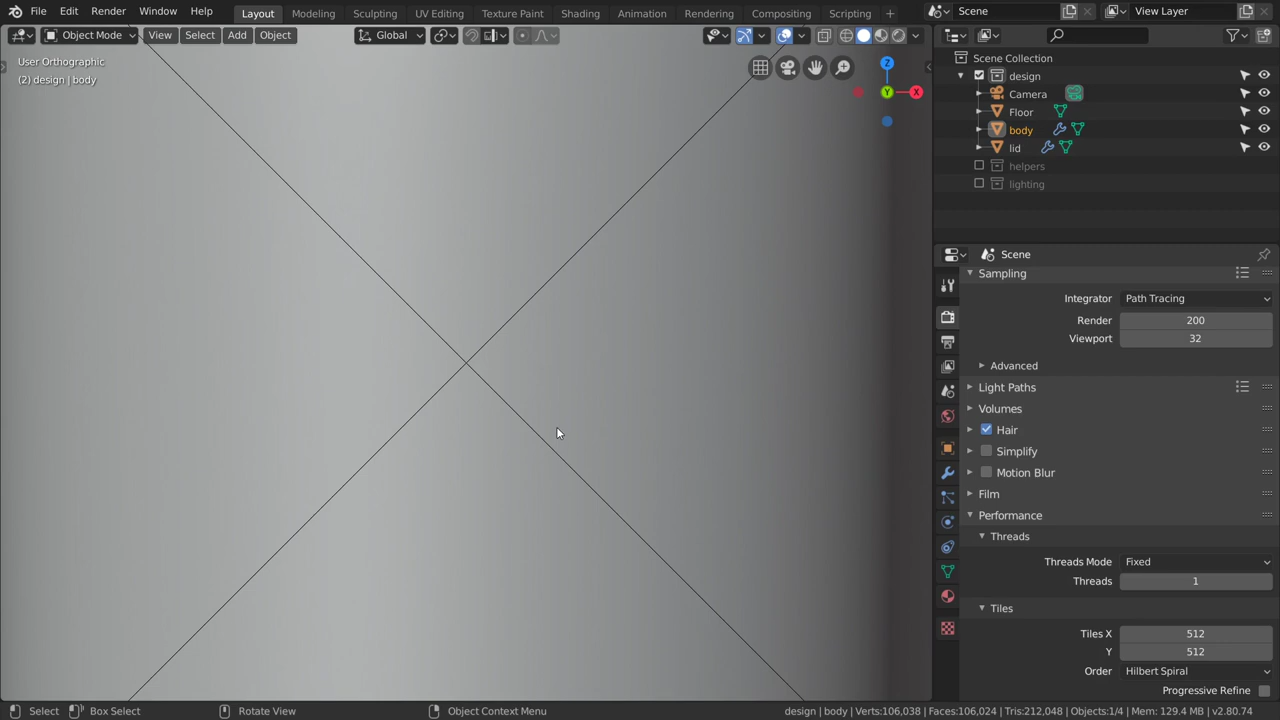 File Edit Render Window Help Layout Modeling Sculpting UV Editing Texture Paint Shading Animation Rendering Compositing Scripting + Scene View Layer
Object Mode View Select Add Object Global
User Orthographic
(2) design | body
Z
Y
X
Scene Collection
design
Camera
Floor
body
lid
helpers
lighting
Scene
Sampling
Integrator Path Tracing
Render 200
Viewport 32
Advanced
Light Paths
Volumes
Hair
Simplify
Motion Blur
Film
Performance
Threads
Threads Mode Fixed
Threads 1
Tiles
Tiles X 512
Y 512
Order Hilbert Spiral
Progressive Refine
Select Box Select Rotate View Object Context Menu design | body | Verts:106,038 | Faces:106,024 | Tris:212,048 | Objects:1/4 | Mem: 129.4 MB | v2.80.74